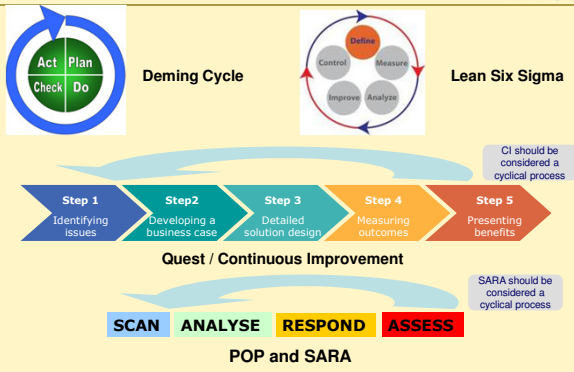 Act Plan
Check Do
Deming Cycle
Define
Control
Measure
Improve
Analyze
Lean Six Sigma
CI should be
considered a
cyclical process
Step 1
Identifying
issues
Step2
Developing a
business case
Step 3
Detailed
solution design
Step 4
Measuring
outcomes
Step 5
Presenting
benefits
Quest / Continuous Improvement
SARA should be
considered a
cyclical process
SCAN
ANALYSE
RESPOND
ASSESS
POP and SARA